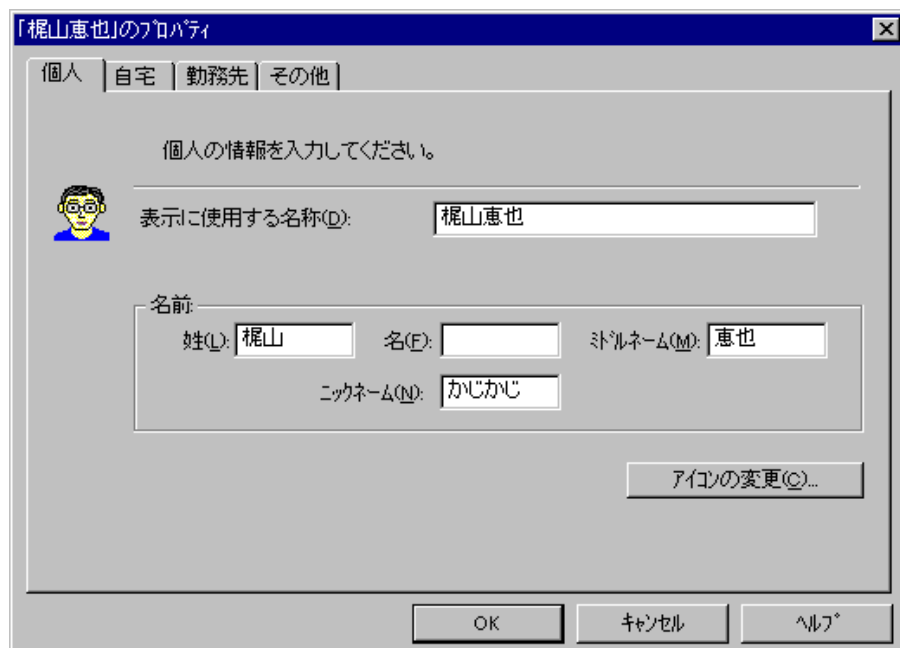 「梶山恵也」のﾌﾟﾛﾊﾟﾃｨ
個人 自宅 勤務先 その他
個人の情報を入力してください。
表示に使用する名称(D): 梶山恵也
名前:
姓(L): 梶山 名(F): ﾐﾄﾞﾙﾈｰﾑ(M): 恵也
ﾆｯｸﾈｰﾑ(N): かじかじ
ｱｲｺﾝの変更(C)...
OK ｷｬﾝｾﾙ ﾍﾙﾌﾟ